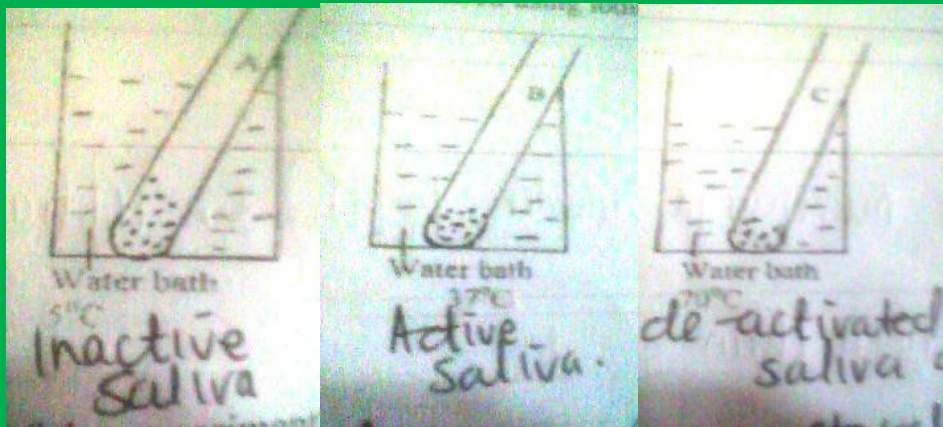 A
Water bath
5°C
Inactive
saliva
B
Water bath
37°C
Active
saliva.
C
Water bath
70°C
de-activated
saliva